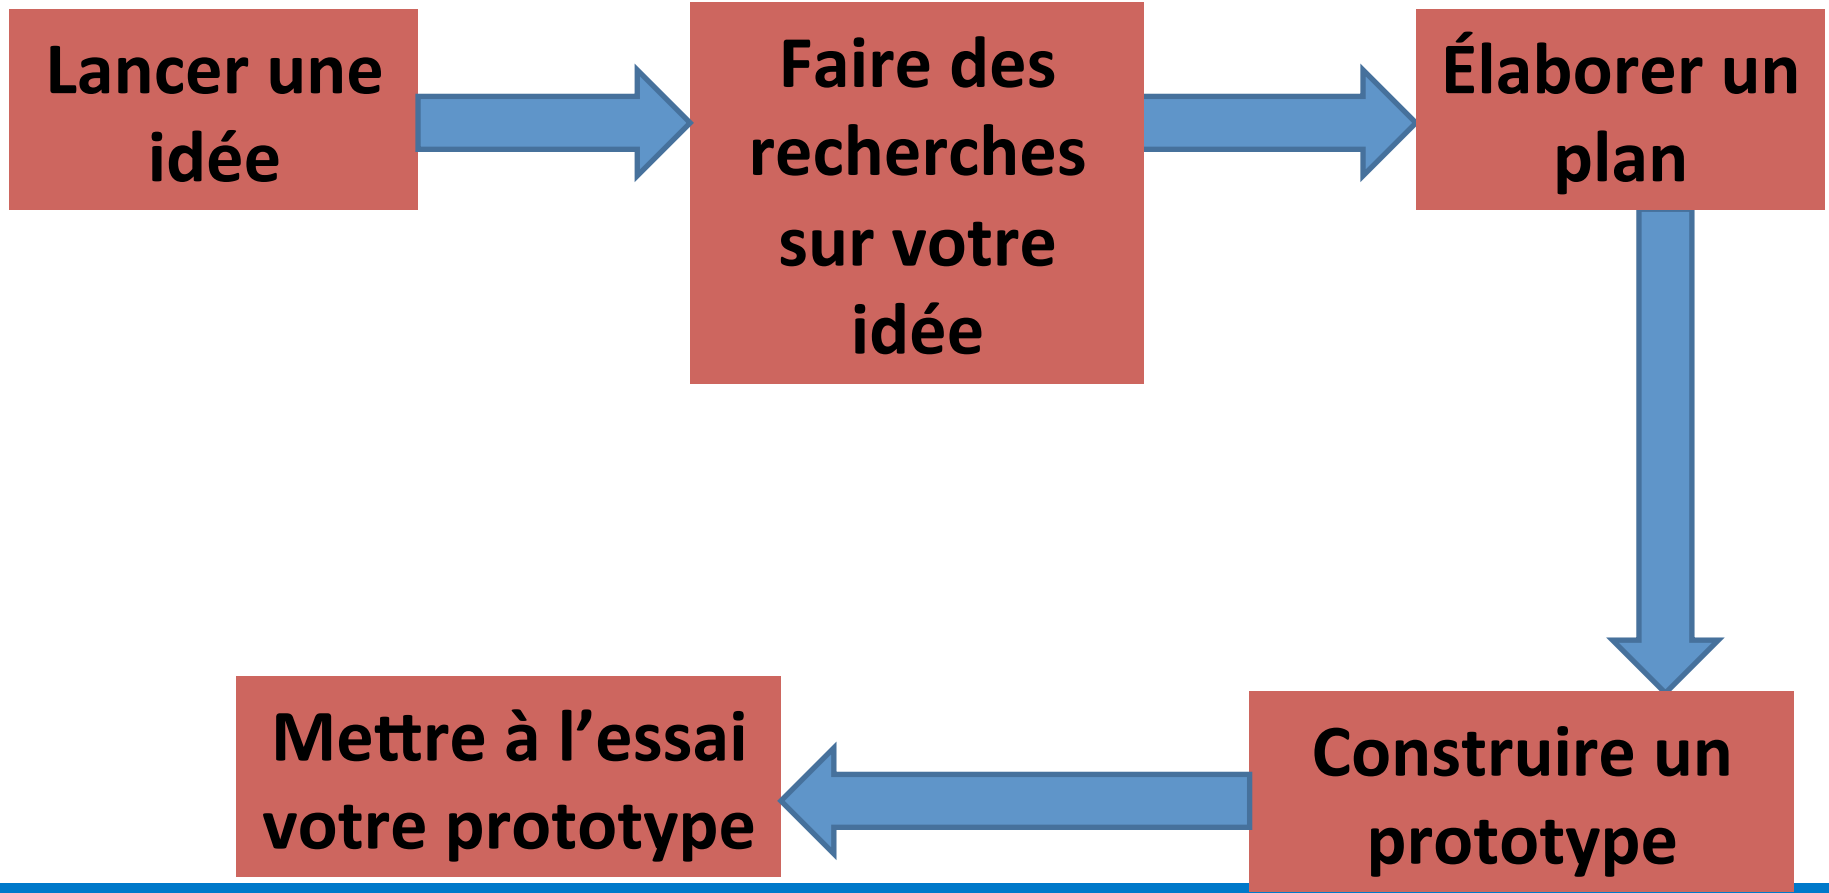 Lancer une
idée
Faire des
recherches
sur votre
idée
Élaborer un
plan
Construire un
prototype
Mettre à l’essai
votre prototype